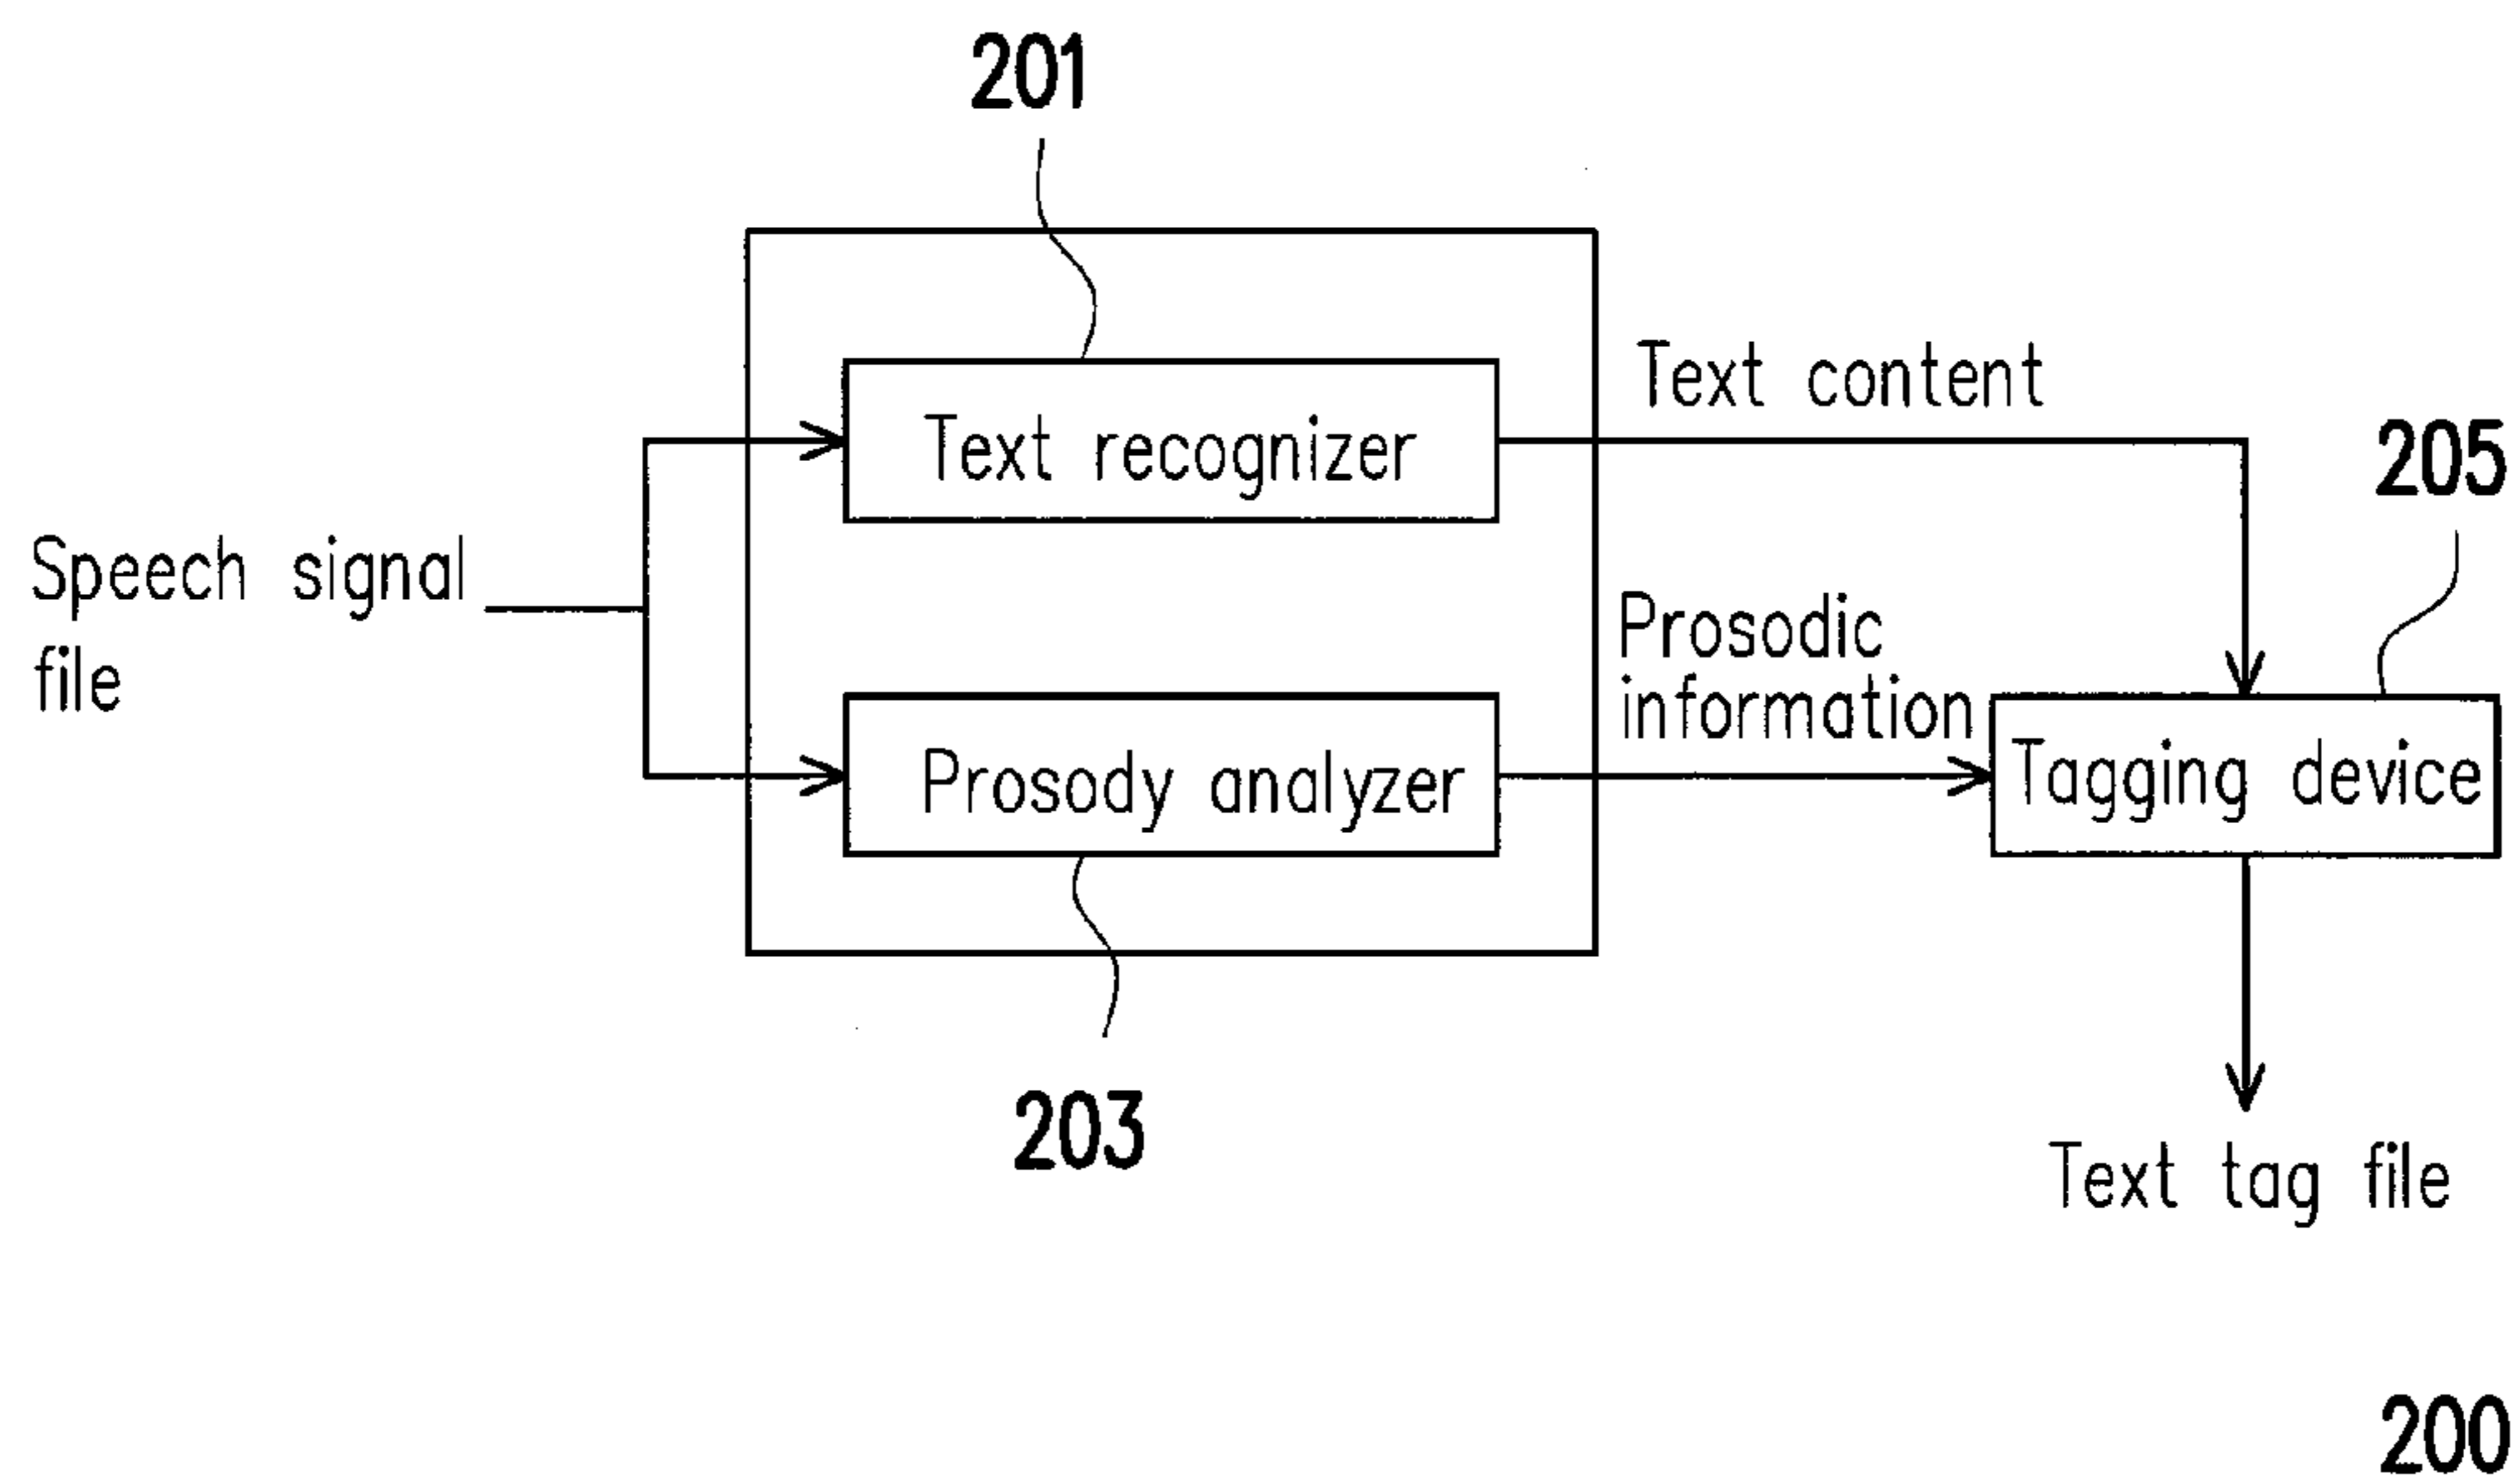 201
Text recognizer
Text content
205
Speech signal
file
Prosodic
information
Prosody analyzer
Tagging device
203
Text tag file
200